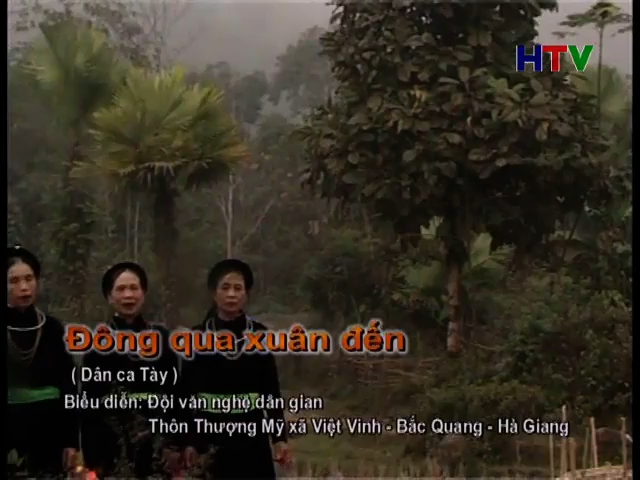 HTV
Đông qua xuân đến
( Dân ca Tày )
Biểu diễn: Đội văn nghệ dân gian
Thôn Thượng Mỹ xã Việt Vinh - Bắc Quang - Hà Giang